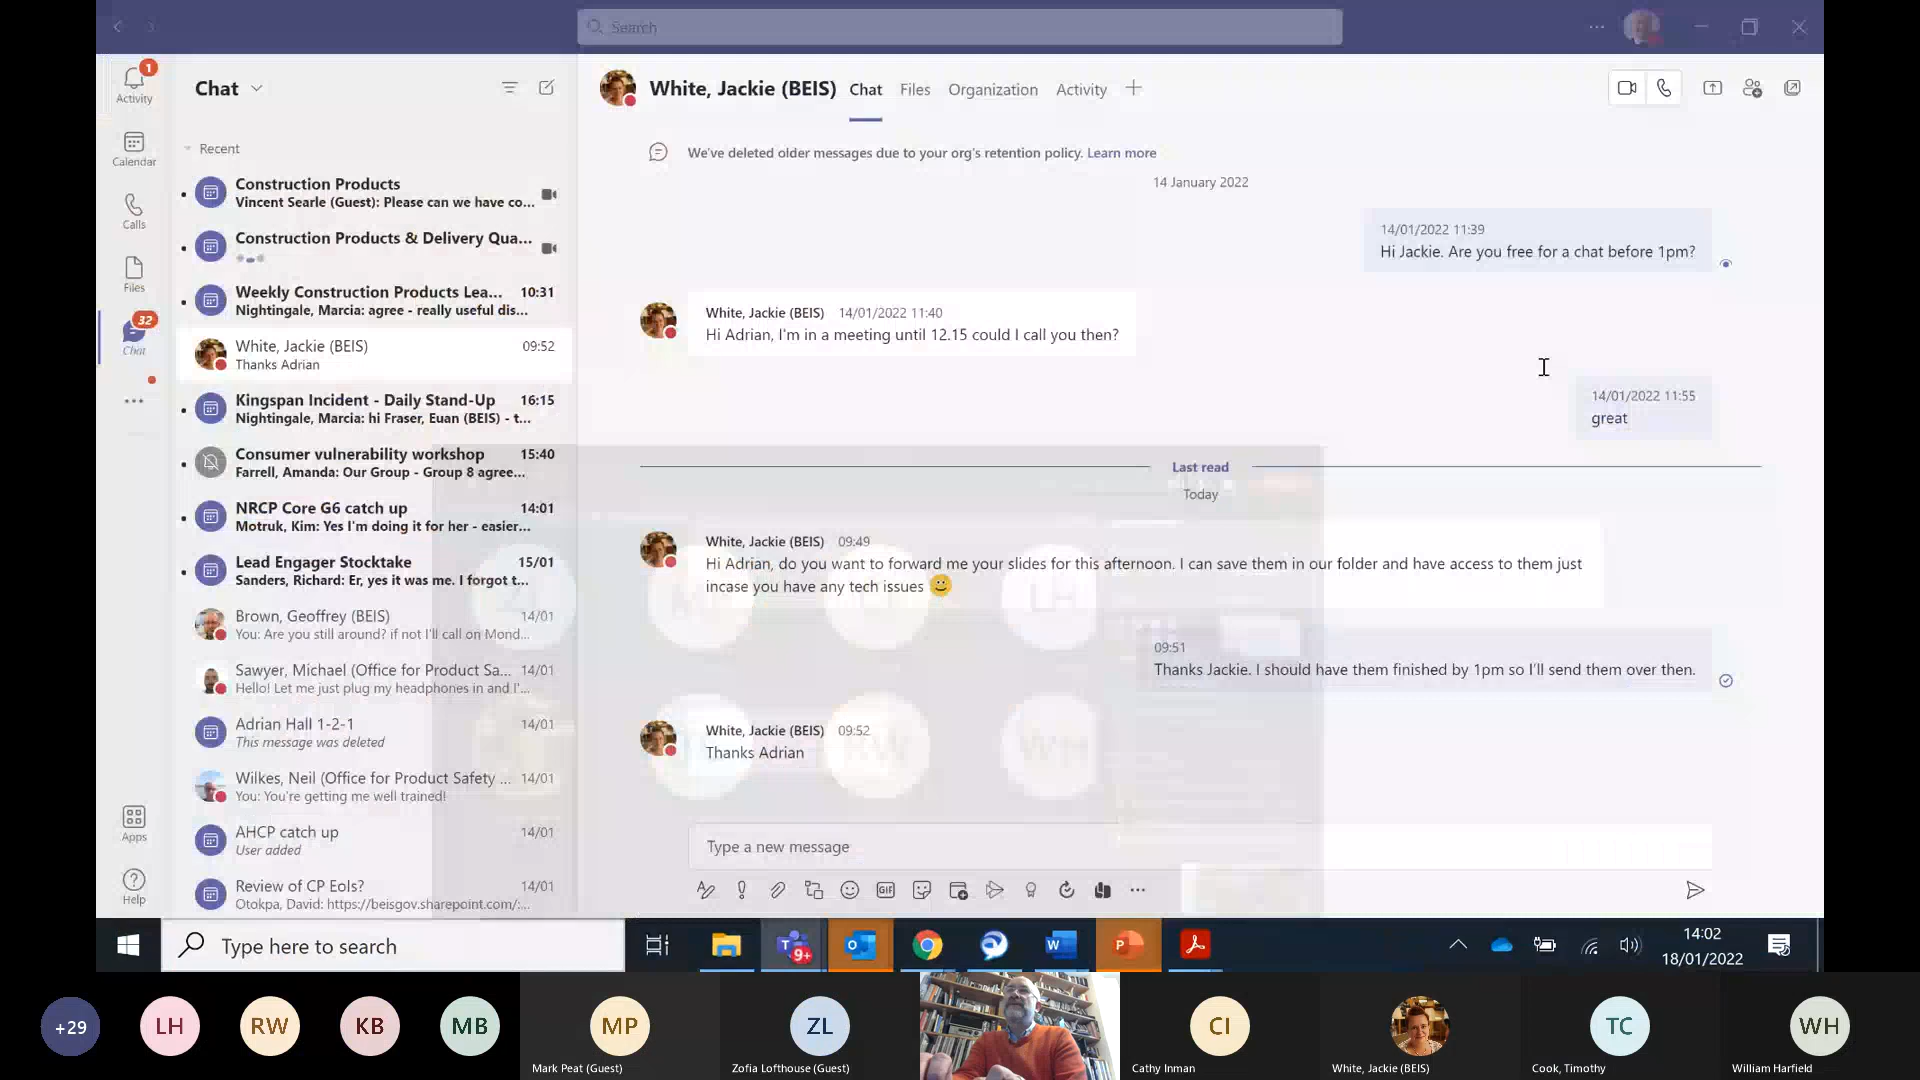 Search
1
Activity
Calendar
Calls
Files
32
Chat
Apps
Help
Chat
Recent
Construction Products
Vincent Searle (Guest): Please can we have co...
Construction Products & Delivery Qua...
Weekly Construction Products Lea... 10:31
Nightingale, Marcia: agree - really useful dis...
White, Jackie (BEIS) 09:52
Thanks Adrian
Kingspan Incident - Daily Stand-Up 16:15
Nightingale, Marcia: hi Fraser, Euan (BEIS) - t...
Consumer vulnerability workshop 15:40
Farrell, Amanda: Our Group - Group 8 agree...
NRCP Core G6 catch up 14:01
Motruk, Kim: Yes I'm doing it for her - easier...
Lead Engager Stocktake 15/01
Sanders, Richard: Er, yes it was me. I forgot t...
Brown, Geoffrey (BEIS) 14/01
You: Are you still around? if not I'll call on Mond...
Sawyer, Michael (Office for Product Sa... 14/01
Hello! Let me just plug my headphones in and I'...
Adrian Hall 1-2-1 14/01
This message was deleted
Wilkes, Neil (Office for Product Safety ... 14/01
You: You're getting me well trained!
AHCP catch up 14/01
User added
Review of CP EoIs? 14/01
Otokpa, David: https://beisgov.sharepoint.com/:...
White, Jackie (BEIS) Chat Files Organization Activity
We've deleted older messages due to your org's retention policy. Learn more
14 January 2022
14/01/2022 11:39
Hi Jackie. Are you free for a chat before 1pm?
White, Jackie (BEIS) 14/01/2022 11:40
Hi Adrian, I'm in a meeting until 12.15 could I call you then?
14/01/2022 11:55
great
Last read
Today
White, Jackie (BEIS) 09:49
Hi Adrian, do you want to forward me your slides for this afternoon. I can save them in our folder and have access to them just
incase you have any tech issues
LH
09:51
Thanks Jackie. I should have them finished by 1pm so I'll send them over then.
White, Jackie (BEIS) 09:52
Thanks Adrian
RW
WH
Type a new message
GIF
Type here to search
9+
14:02
18/01/2022
+29
LH
RW
KB
MB
MP
Mark Peat (Guest)
ZL
Zofia Lofthouse (Guest)
CI
Cathy Inman
White, Jackie (BEIS)
TC
Cook, Timothy
WH
William Harfield